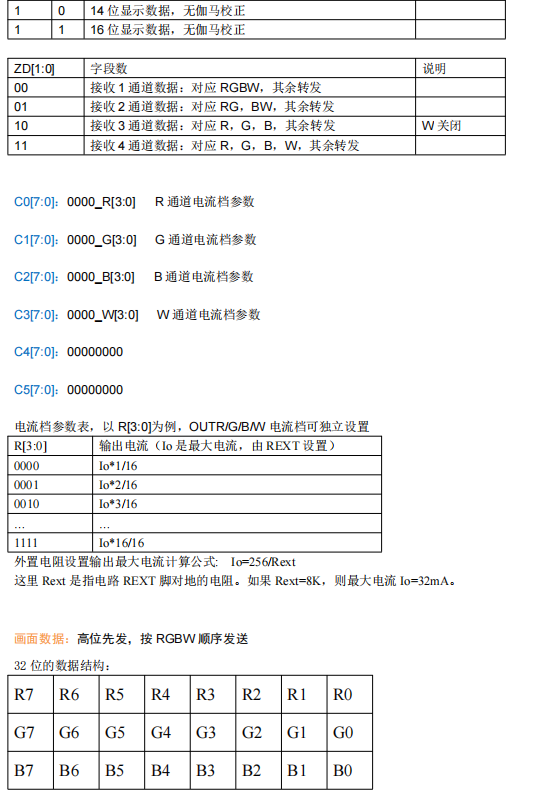 1 0 14 位显示数据，无伽马校正
1 1 16 位显示数据，无伽马校正
ZD[1:0] 字段数 说明
00 接收 1 通道数据：对应 RGBW，其余转发
01 接收 2 通道数据：对应 RG，BW，其余转发
10 接收 3 通道数据：对应 R，G，B，其余转发 W 关闭
11 接收 4 通道数据：对应 R，G，B，W，其余转发
C0[7:0]：0000_R[3:0] R 通道电流档参数
C1[7:0]：0000_G[3:0] G 通道电流档参数
C2[7:0]：0000_B[3:0] B 通道电流档参数
C3[7:0]：0000_W[3:0] W 通道电流档参数
C4[7:0]：00000000
C5[7:0]：00000000
电流档参数表，以 R[3:0]为例，OUTR/G/B/W 电流档可独立设置
R[3:0] 输出电流（Io 是最大电流，由 REXT 设置）
0000 Io*1/16
0001 Io*2/16
0010 Io*3/16
… …
1111 Io*16/16
外置电阻设置输出最大电流计算公式： Io=256/Rext
这里 Rext 是指电路 REXT 脚对地的电阻。如果 Rext=8K，则最大电流 Io=32mA。
画面数据：高位先发，按 RGBW 顺序发送
32 位的数据结构：
R7 R6 R5 R4 R3 R2 R1 R0
G7 G6 G5 G4 G3 G2 G1 G0
B7 B6 B5 B4 B3 B2 B1 B0